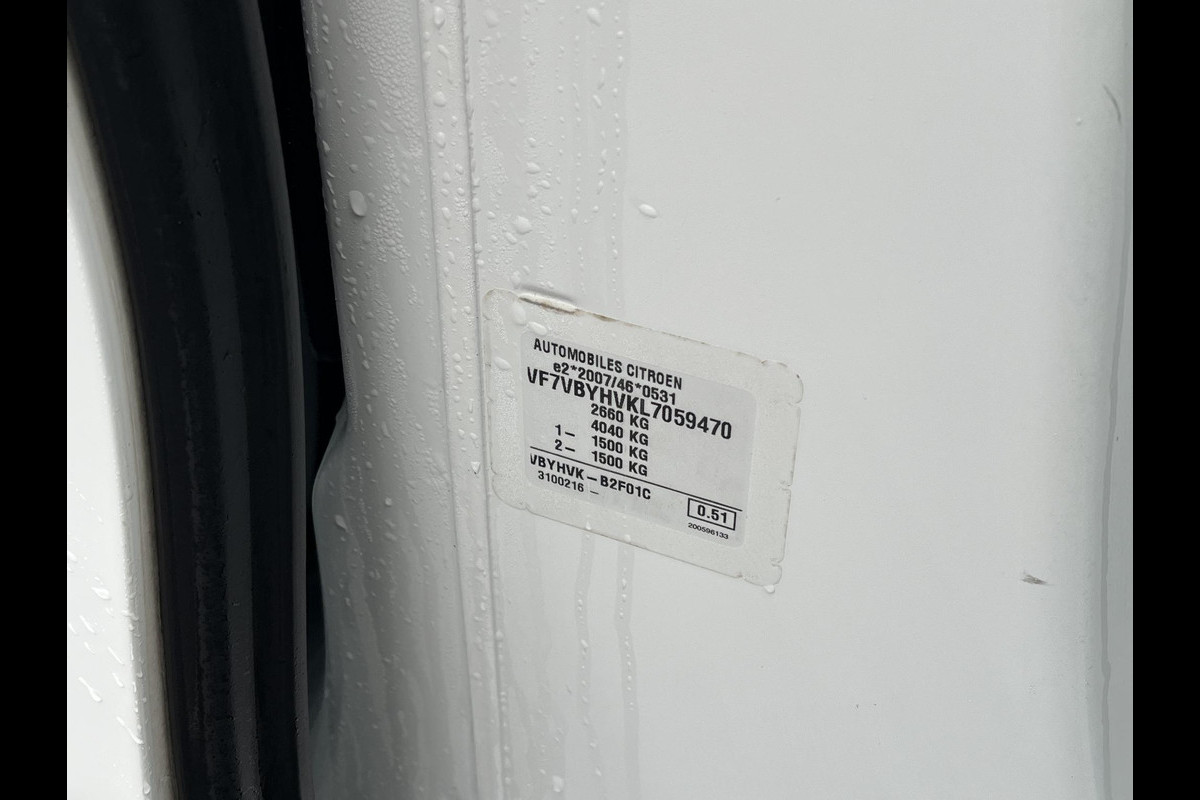 AUTOMOBILES CITROEN
e2*2007/46*0531
VF7VBYHVKL7059470
2660 KG
4040 KG
1– 1500 KG
2– 1500 KG
VBYHVK – B2F01C
3100216 –
0.51
200596133